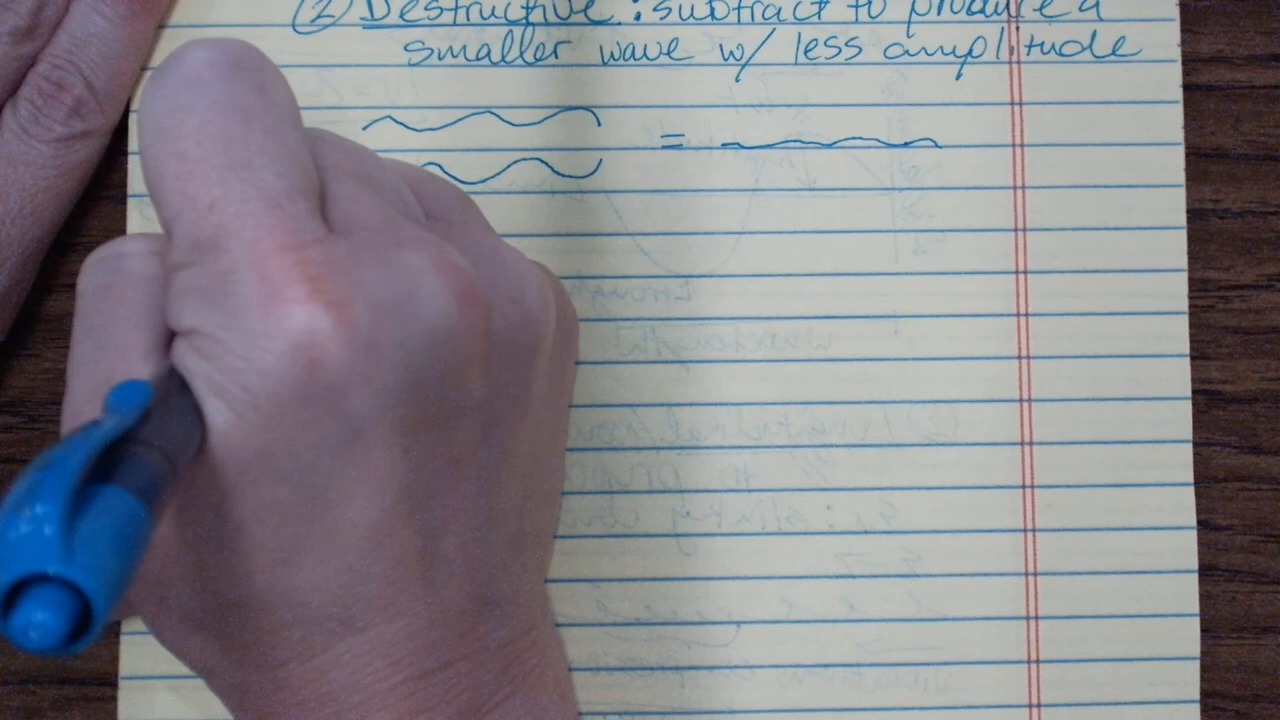 (2) Destructive : subtract to produce a
smaller wave w/ less amplitude
=